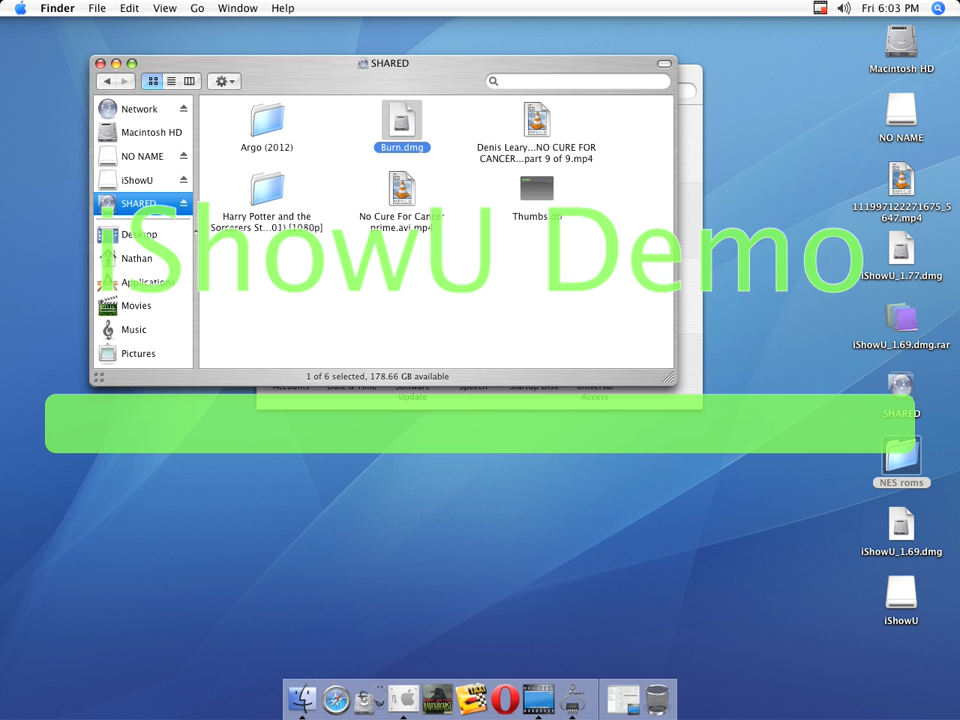 Finder File Edit View Go Window Help Fri 6:03 PM
SHARED
Network
Macintosh HD
NO NAME
iShowU
SHARED
Desktop
Nathan
Applications
Movies
Music
Pictures
Argo (2012)
Burn.dmg
Denis Leary...NO CURE FOR
CANCER...part 9 of 9.mp4
Harry Potter and the
Sorcerers St...01) [1080p]
No Cure For Cancer
prime.avi.mp4
Thumbs.db
iShowU Demo
1 of 6 selected, 178.66 GB available
Accounts Date & Time Software Speech Startup Disk Universal
Update Access
Macintosh HD
NO NAME
111997122271675_5
647.mp4
iShowU_1.77.dmg
iShowU_1.69.dmg.rar
SHARED
NES roms
iShowU_1.69.dmg
iShowU